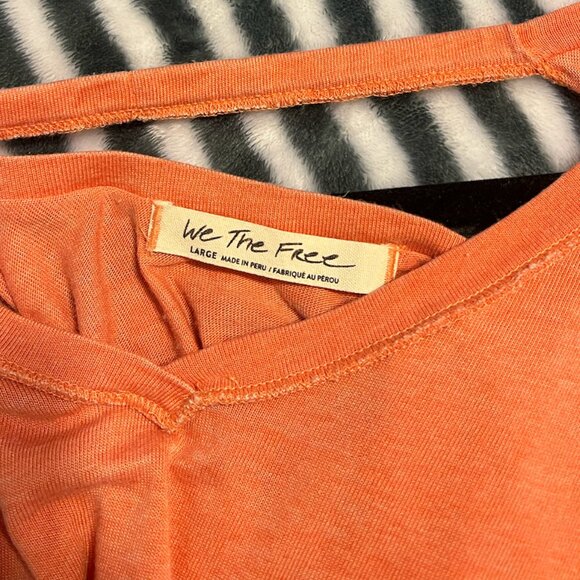 We The Free
LARGE MADE IN PERU / FABRIQUÉ AU PÉROU